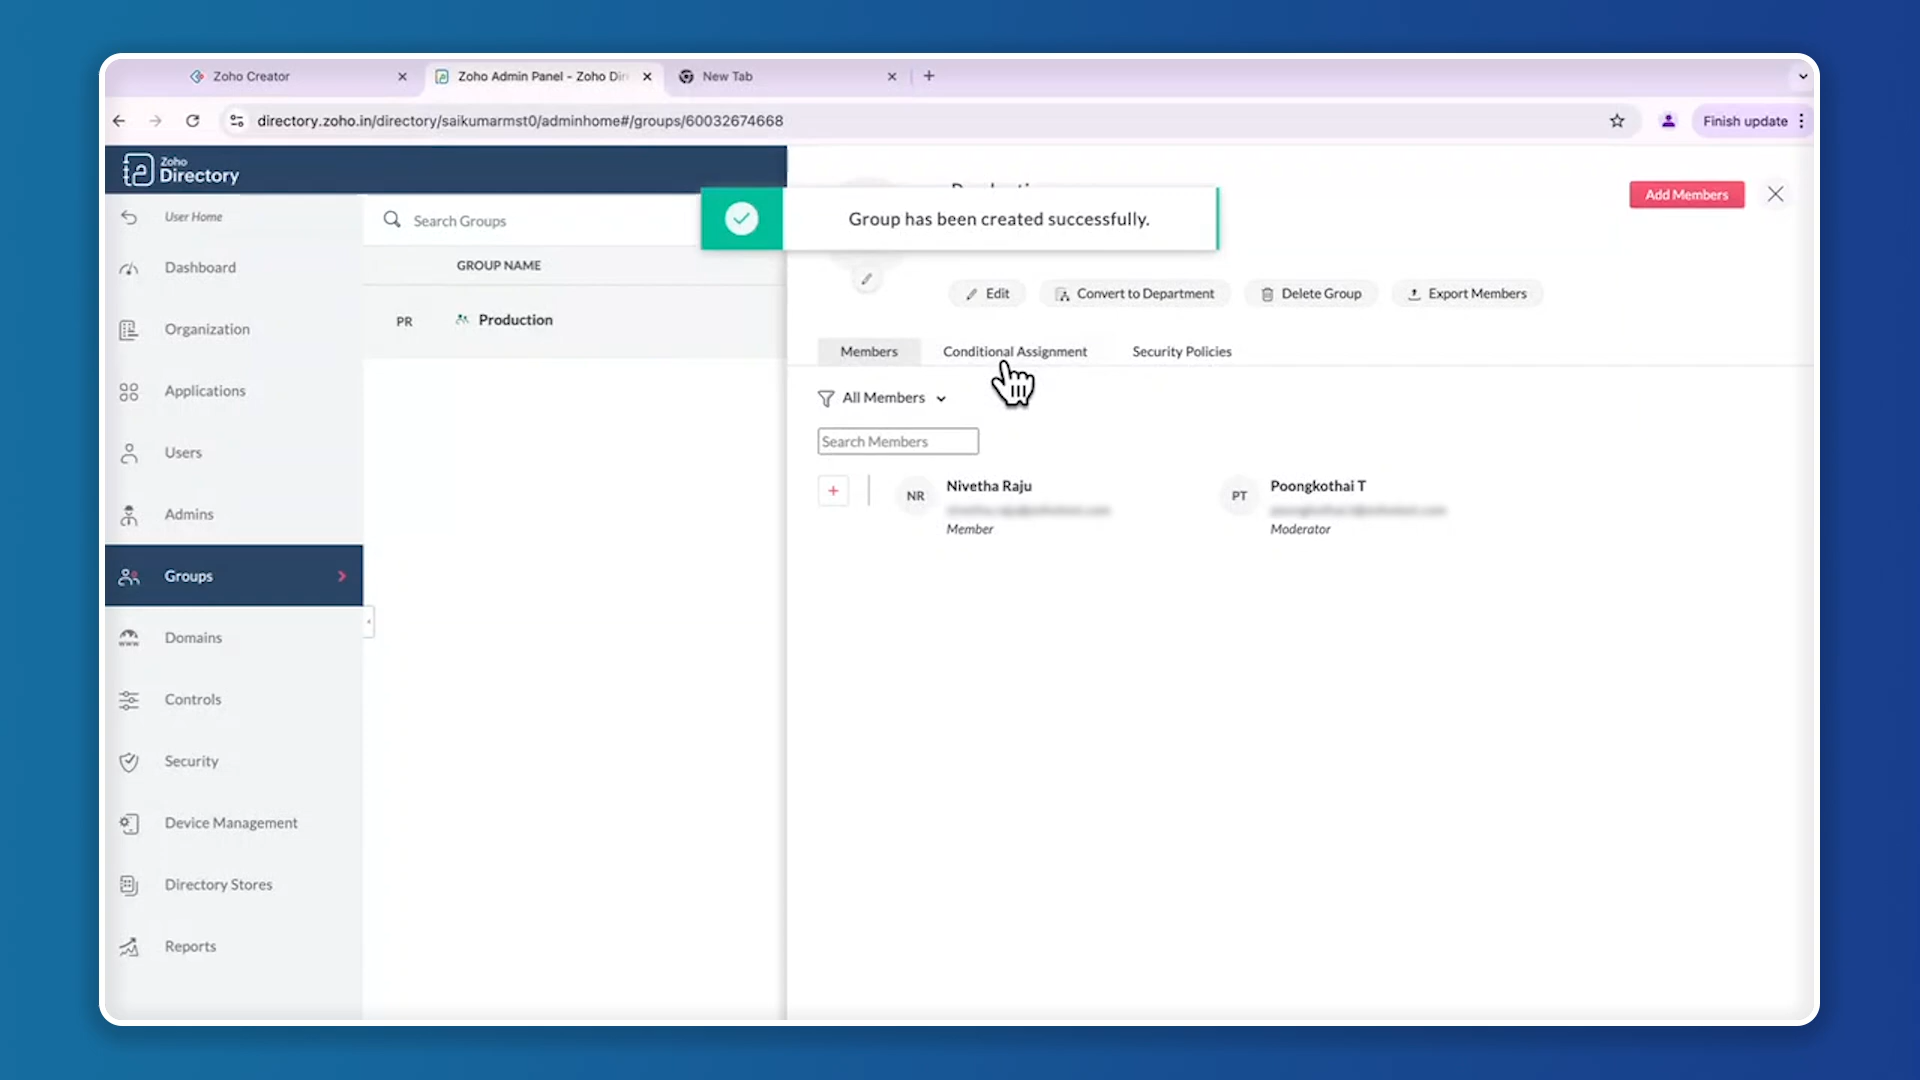 Zoho Creator
Zoho Admin Panel - Zoho Dir
New Tab
directory.zoho.in/directory/saikumarmst0/adminhome#/groups/60032674668
Finish update
Zoho
Directory
User Home
Dashboard
Organization
Applications
Users
Admins
Groups
Domains
Controls
Security
Device Management
Directory Stores
Reports
Search Groups
GROUP NAME
PR
Production
Group has been created successfully.
Add Members
Edit
Convert to Department
Delete Group
Export Members
Members
Conditional Assignment
Security Policies
All Members
Search Members
NR
Nivetha Raju
Member
PT
Poongkothai T
Moderator